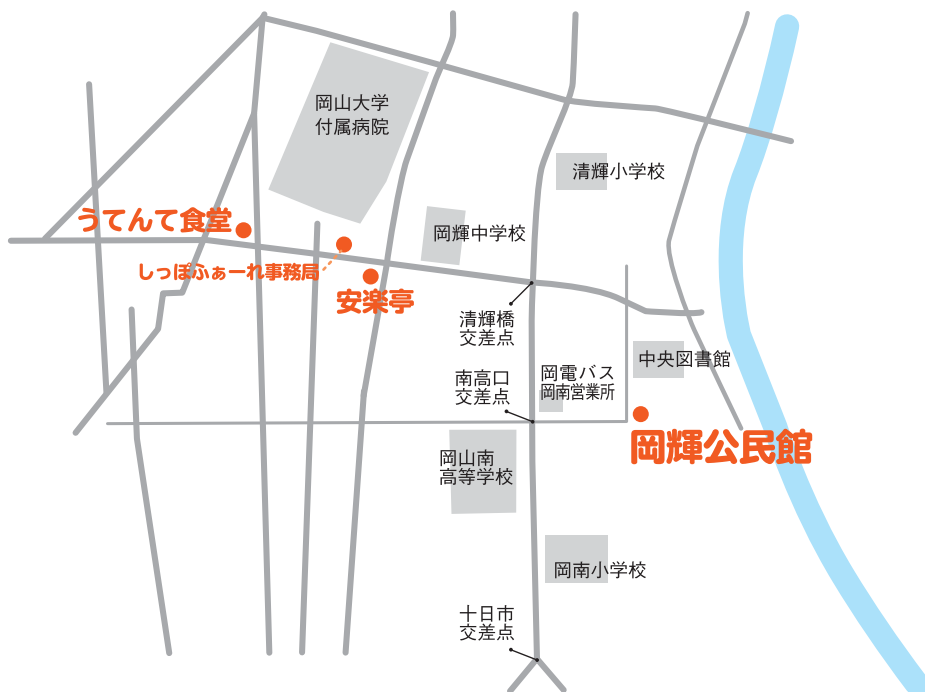 岡山大学
付属病院
清輝小学校
うてんて食堂
岡輝中学校
しっぽふぁーれ事務局
安楽亭
清輝橋
交差点
中央図書館
南高口
交差点
岡電バス
岡南営業所
岡輝公民館
岡山南
高等学校
岡南小学校
十日市
交差点